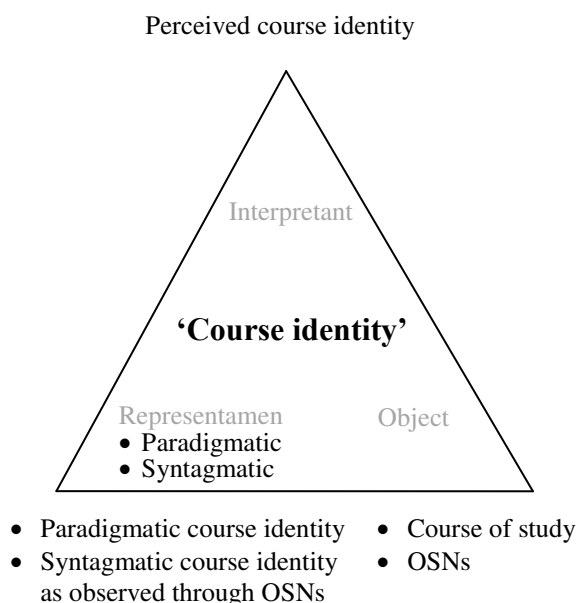 Perceived course identity
Interpretant
‘Course identity’
Representamen
• Paradigmatic
• Syntagmatic
Object
• Paradigmatic course identity
• Syntagmatic course identity
as observed through OSNs
• Course of study
• OSNs